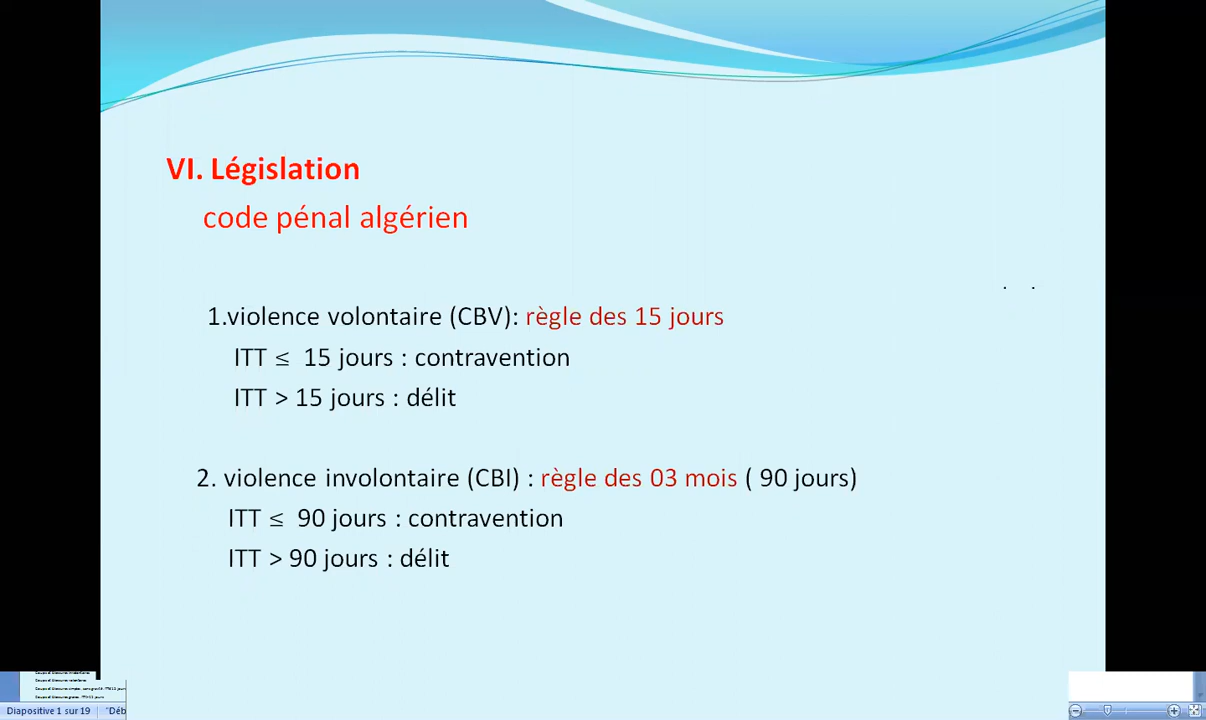 VI. Législation
code pénal algérien
1.violence volontaire (CBV): règle des 15 jours
ITT ≤ 15 jours : contravention
ITT > 15 jours : délit
2. violence involontaire (CBI) : règle des 03 mois ( 90 jours)
ITT ≤ 90 jours : contravention
ITT > 90 jours : délit
Diapositive 1 sur 19 "Déb